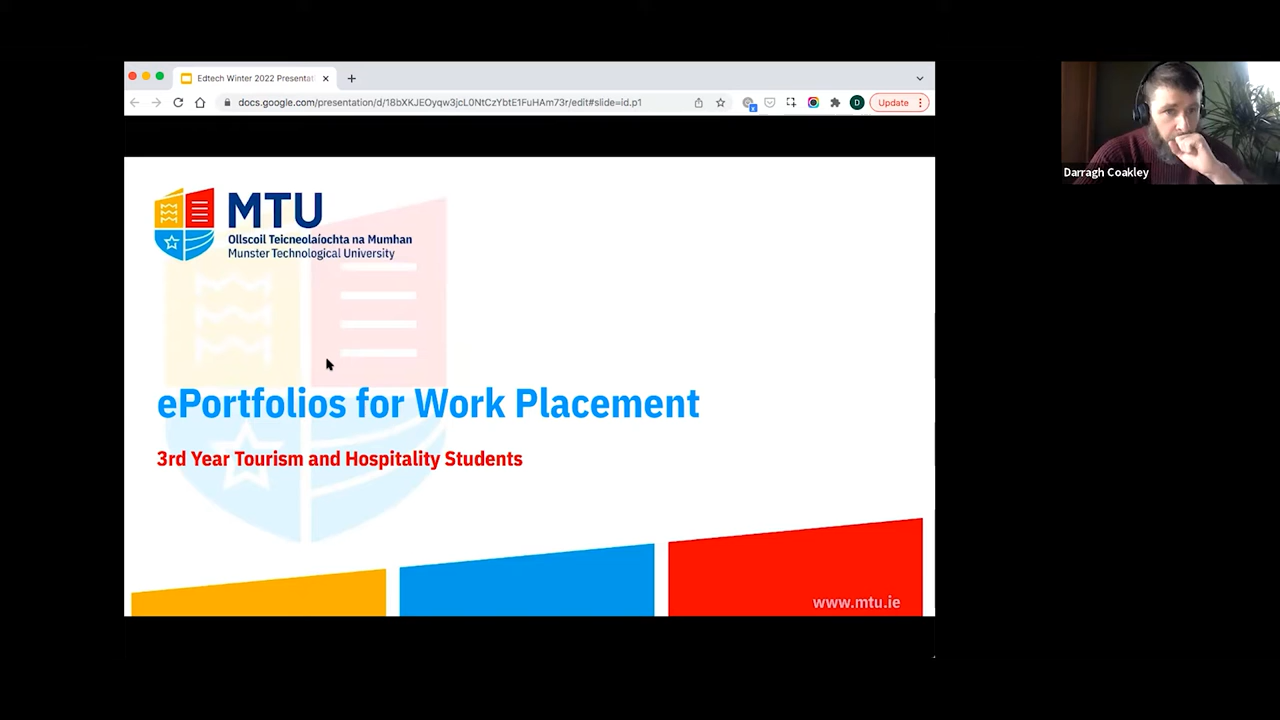 Edtech Winter 2022 Presentat
docs.google.com/presentation/d/18bXKJEOyqw3jcL0NtCzYbtE1FuHAm73r/edit#slide=id.p1
D
Update
MTU
Ollscoil Teicneolaíochta na Mumhan
Munster Technological University
ePortfolios for Work Placement
3rd Year Tourism and Hospitality Students
www.mtu.ie
Darragh Coakley